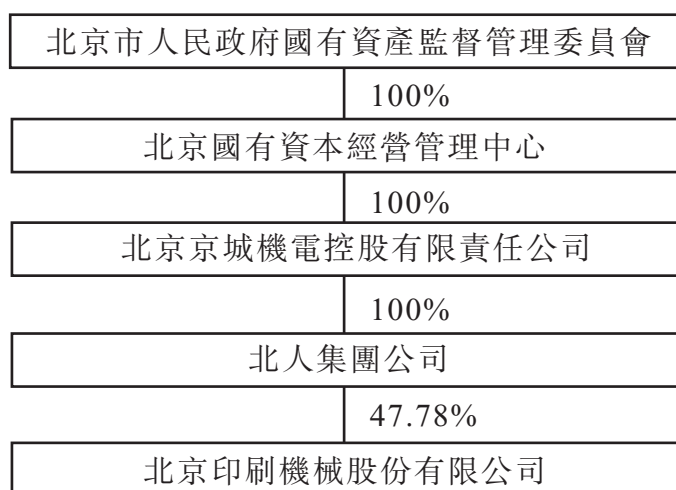 北京市人民政府國有資產監督管理委員會
100%
北京國有資本經營管理中心
100%
北京京城機電控股有限責任公司
100%
北人集團公司
47.78%
北京印刷機械股份有限公司